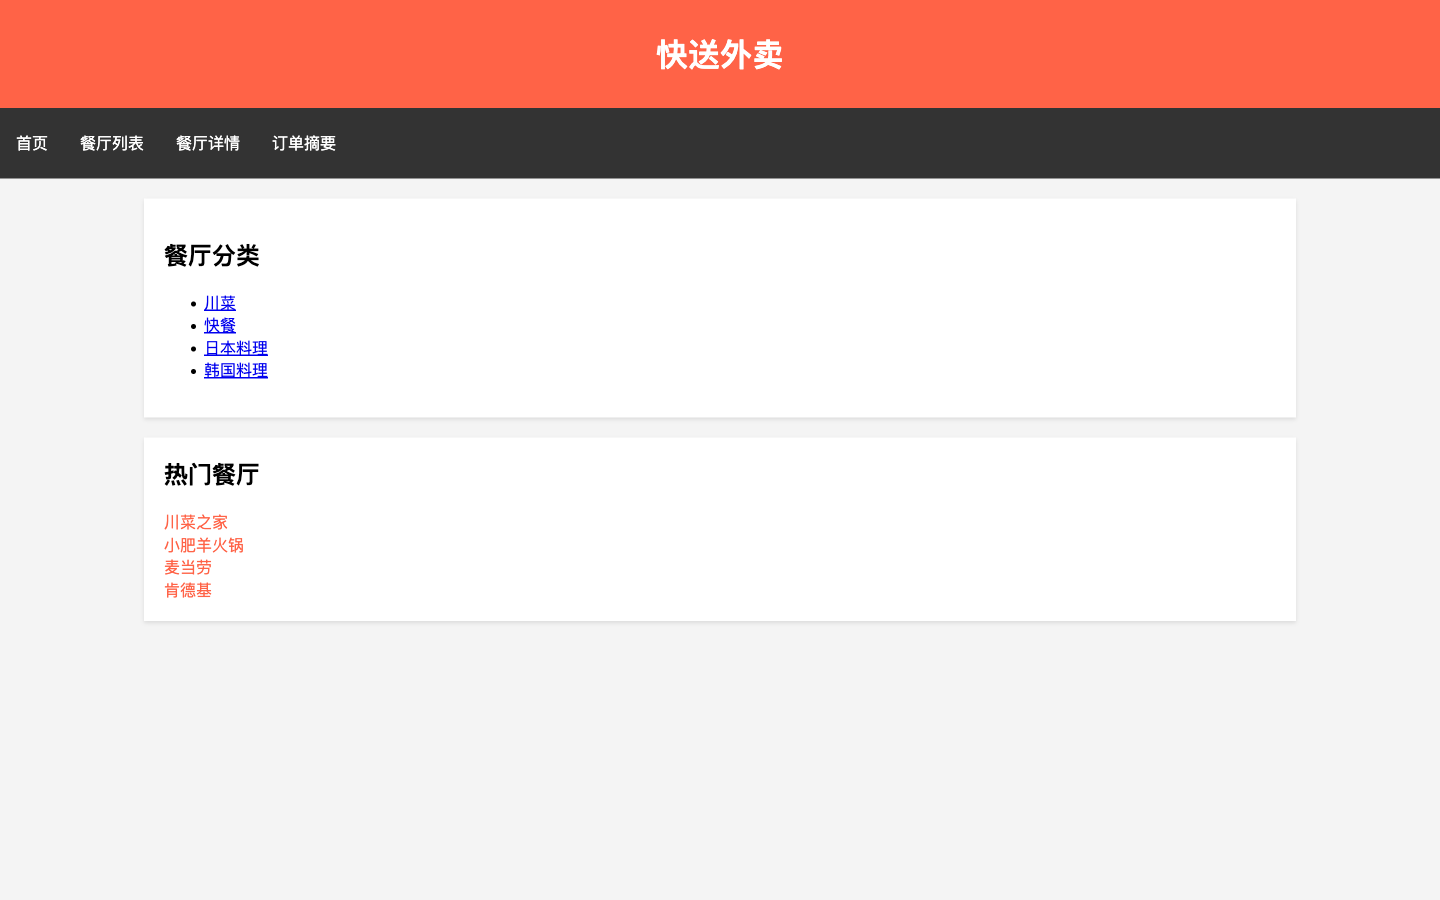 快送外卖
首页 餐厅列表 餐厅详情 订单摘要
餐厅分类
川菜
快餐
日本料理
韩国料理
热门餐厅
川菜之家
小肥羊火锅
麦当劳
肯德基